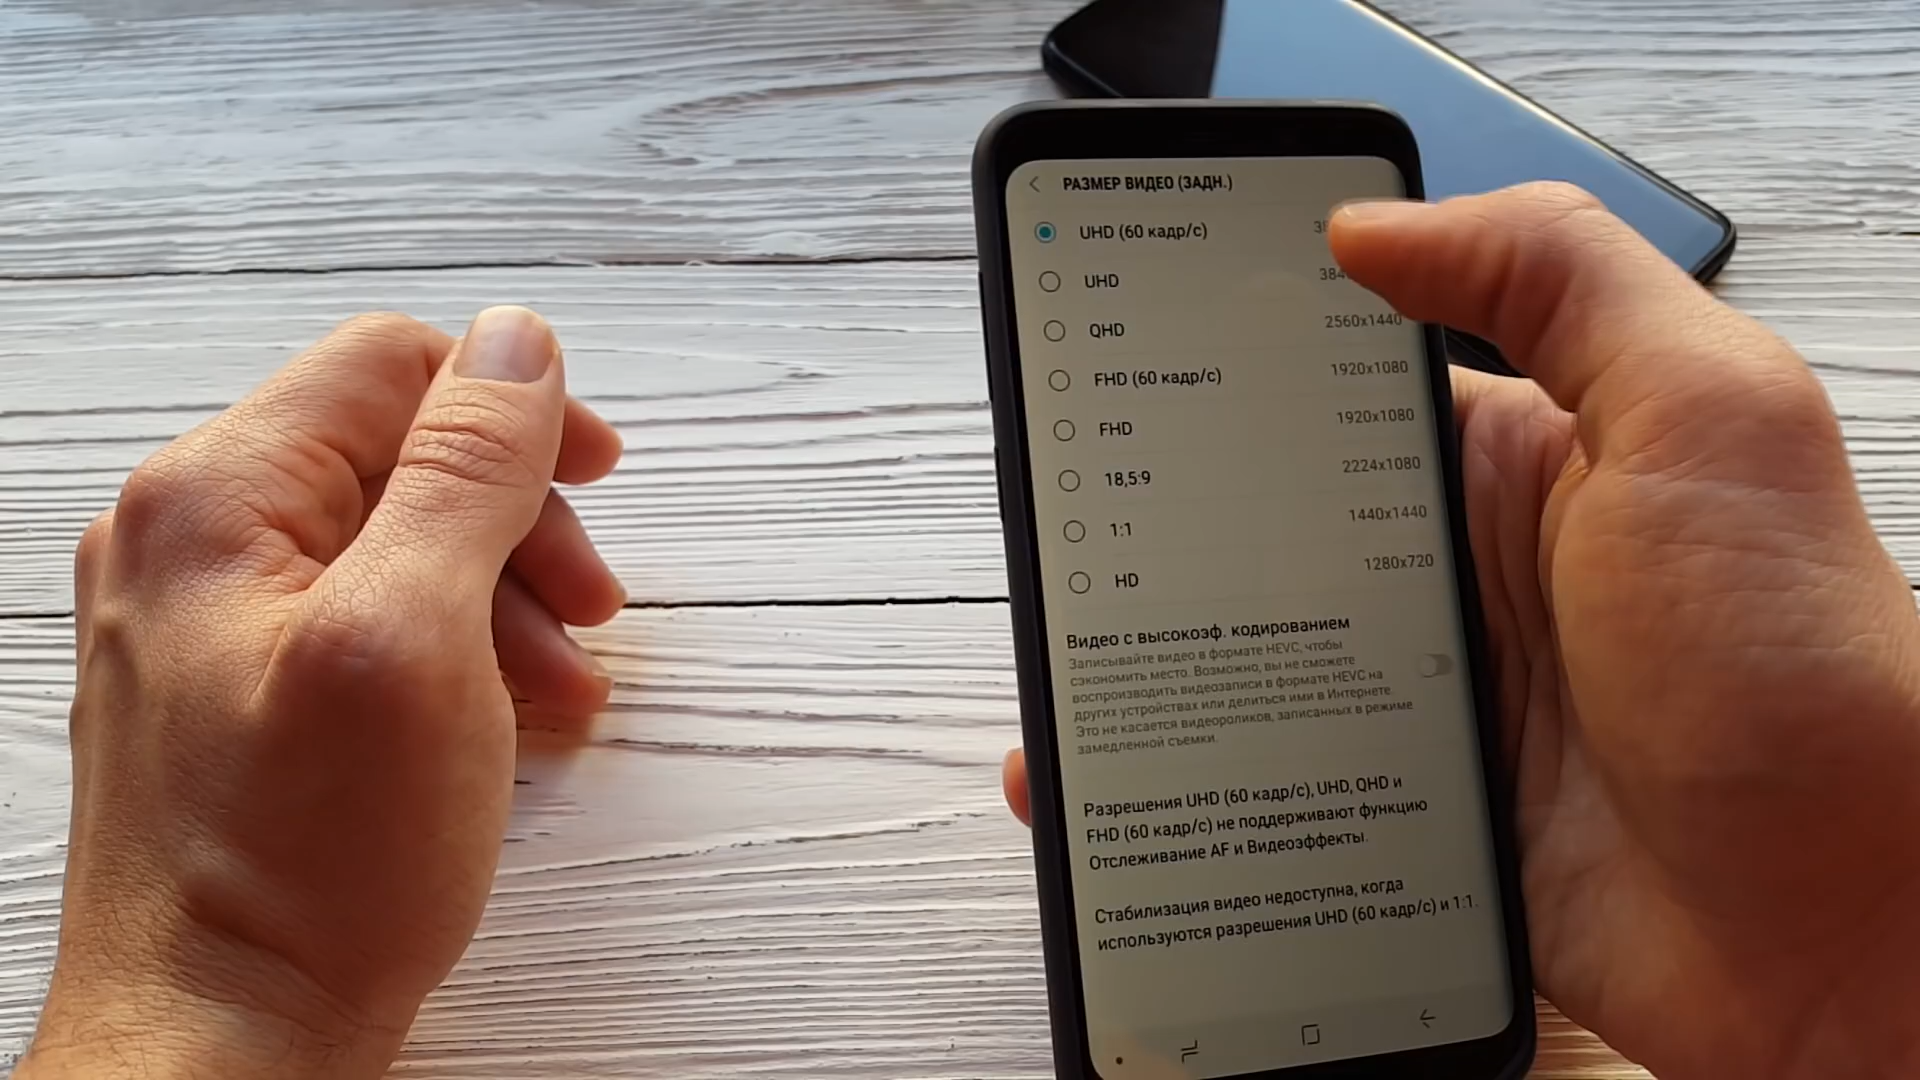 РАЗМЕР ВИДЕО (ЗАДН.)
UHD (60 кадр/с)
UHD
QHD 2560x1440
FHD (60 кадр/с) 1920x1080
FHD 1920x1080
18,5:9 2224x1080
1:1 1440x1440
HD 1280x720
Видео с высокоэф. кодированием
Записывайте видео в формате HEVC, чтобы
сэкономить место. Возможно, вы не сможете
воспроизводить видеозаписи в формате HEVC на
других устройствах или делиться ими в Интернете.
Это не касается видеороликов, записанных в режиме
замедленной съемки.
Разрешения UHD (60 кадр/с), UHD, QHD и
FHD (60 кадр/с) не поддерживают функцию
Отслеживание AF и Видеоэффекты.
Стабилизация видео недоступна, когда
используются разрешения UHD (60 кадр/с) и 1:1.